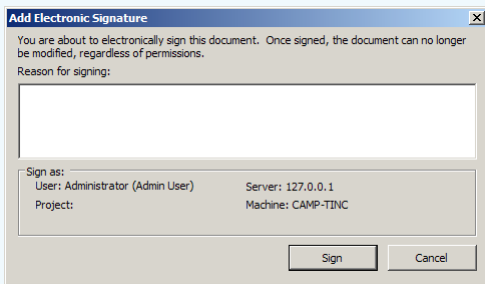 Add Electronic Signature
You are about to electronically sign this document. Once signed, the document can no longer
be modified, regardless of permissions.
Reason for signing:
Sign as:
User: Administrator (Admin User) Server: 127.0.0.1
Project: Machine: CAMP-TINC
Sign Cancel